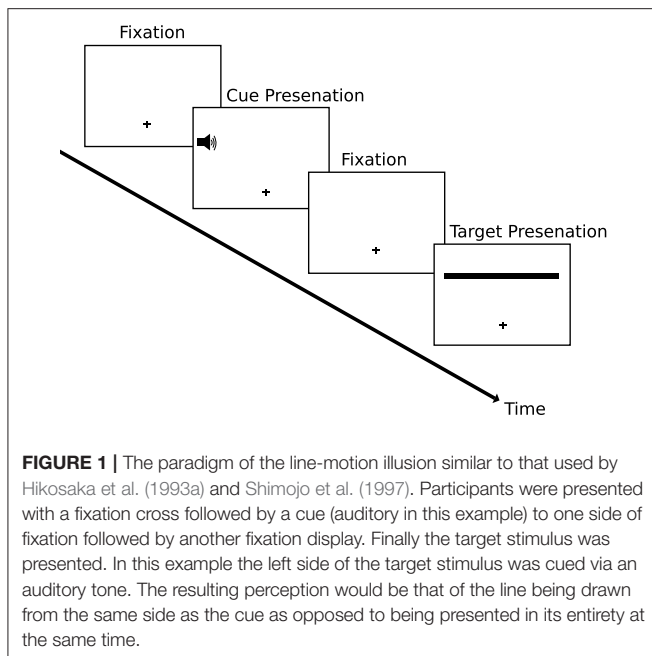 Fixation
Cue Presenation
Fixation
Target Presenation
Time
FIGURE 1 | The paradigm of the line-motion illusion similar to that used by
Hikosaka et al. (1993a) and Shimojo et al. (1997). Participants were presented
with a fixation cross followed by a cue (auditory in this example) to one side of
fixation followed by another fixation display. Finally the target stimulus was
presented. In this example the left side of the target stimulus was cued via an
auditory tone. The resulting perception would be that of the line being drawn
from the same side as the cue as opposed to being presented in its entirety at
the same time.